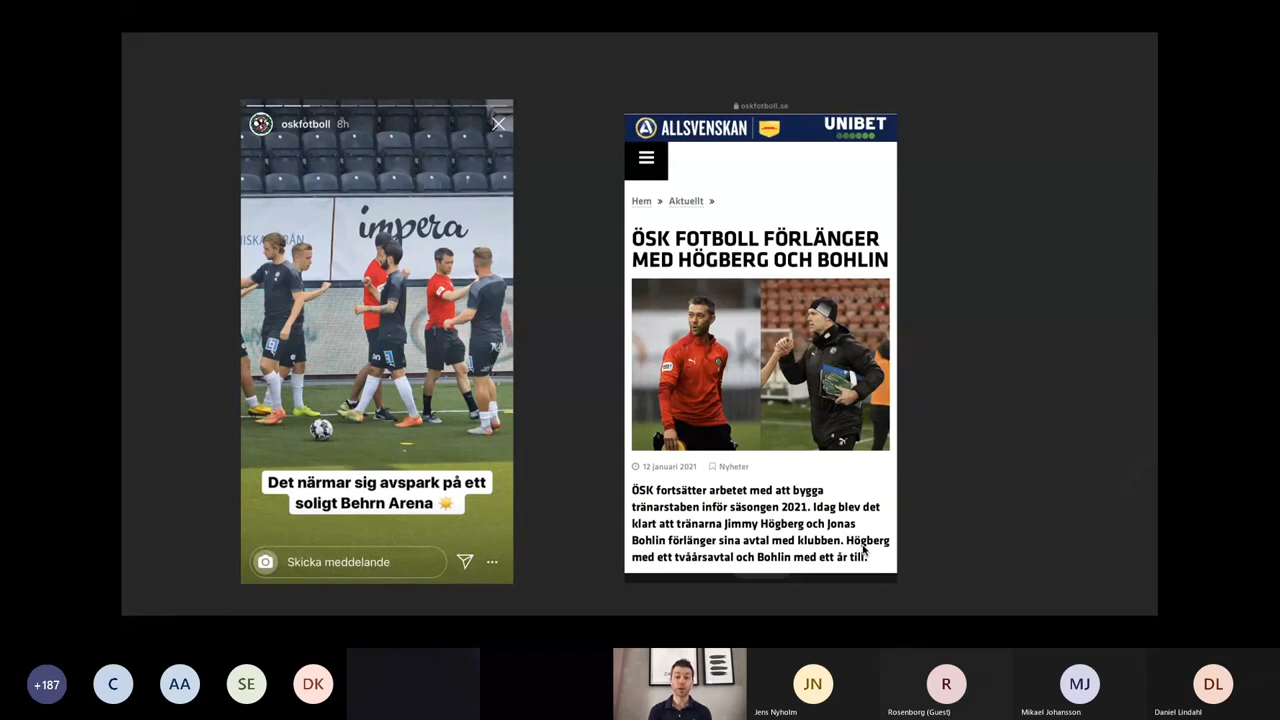 oskfotboll 8h
impera
Det närmar sig avspark på ett
soligt Behrn Arena
Skicka meddelande
oskfotboll.se
ALLSVENSKAN
UNIBET
Hem » Aktuellt »
ÖSK FOTBOLL FÖRLÄNGER
MED HÖGBERG OCH BOHLIN
12 januari 2021 Nyheter
ÖSK fortsätter arbetet med att bygga
tränarstaben inför säsongen 2021. Idag blev det
klart att tränarna Jimmy Högberg och Jonas
Bohlin förlänger sina avtal med klubben. Högberg
med ett tvåårsavtal och Bohlin med ett år till.
+187
C
AA
SE
DK
JN
Jens Nyholm
R
Rosenborg (Guest)
MJ
Mikael Johansson
DL
Daniel Lindahl